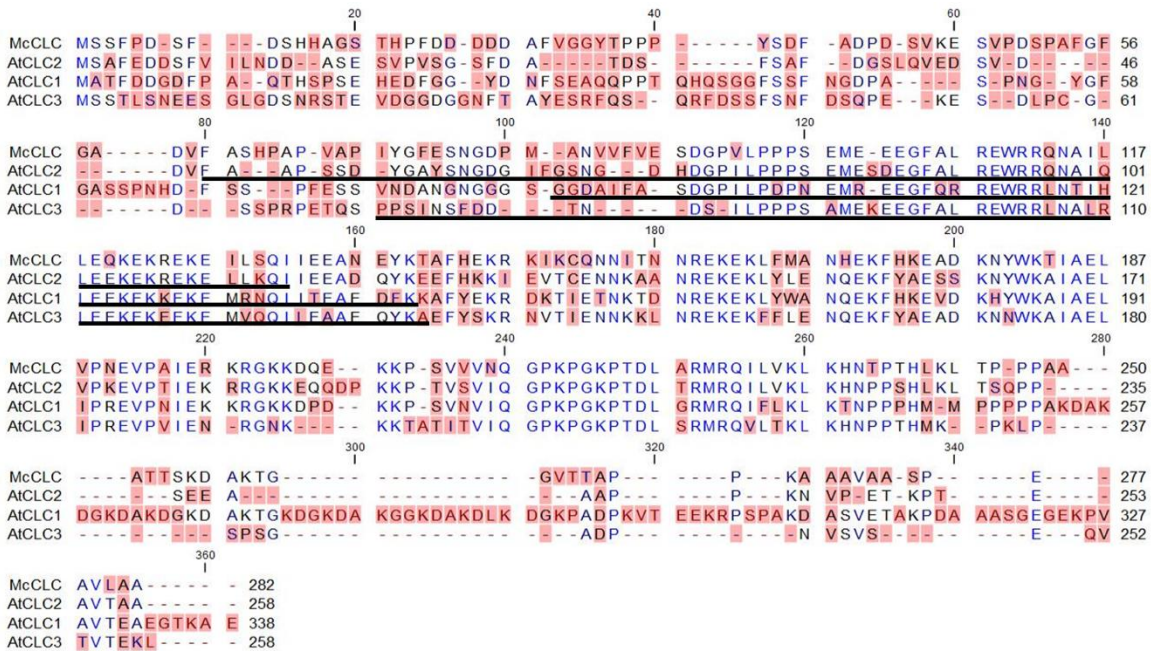 20 40 60
McCLC MSSFPD-SF- ---DSHHAGS THPFDDD-DDD AFVGGYTPPP -------YSDF --ADPD-SVKE SVPDSPAFGF 56
AtCLC2 MSAFEDDSFV ILNDD--ASE SVPVSG-SFD A-----TDS- -------FSAF --DGSLQVED SV-D------ 46
AtCLC1 MATFDDGDFP A--QTHSPSE HEDFGG--YD NFSEAQQPPT QHQSGGFSSF NGDPA----- S-PNG--YGF 58
AtCLC3 MSSTLSNEES GLGDSNRSTE VDGGDGGNFT AYESRFQS-- QRFDSSFSNF DSQPE---KE S--DLPC-G- 61
80 100 120 140
McCLC GA------DVF ASHPAP-VAP IYGFESNGDP M--ANVVFVE SDGPVLPPPS EME-EEGFAL REWRRQNAIL 117
AtCLC2 -------DVF A---AP-SSD -YGAYSNGDG IFGSNG---D HDGPILPPPS EMESDEGFAL REWRRQNAIQ 101
AtCLC1 GASSPNHD-F SS---PFESS VNDANGNGGG S-GGDAIFA- SDGPILPDPN EMR-EEGFQR REWRRLNTIH 121
AtCLC3 -------D-- -SSPRPETQS PPSINSFDD- ---TN----- -DS-ILPPPS AMEKEEGFAL REWRRLNALR 110
160 180 200
McCLC LEQKEKREKE ILSQIIEEAN EYKTAFHEKR KIKCQNNITN NREKEKLFMA NHEKFHKEAD KNYWKTIAEL 187
AtCLC2 LEEKEKREKE LLKQIIEEAD QYKEEFHKKI EVTCENNKAA NREKEKLYLA NQEKFYAESS KNYWKAIAEL 171
AtCLC1 LEEKEKKEKE MRNQIITEAE DFKKAFYEKR DKTIETNKTD NREKEKLYWA NQEKFHKEVD KHYWKAIAEL 191
AtCLC3 LEEKEKEEKE MVQQILEAAE QYKAEFYSKR NVTIENNKKL NREKEKFFLE NQEKFYAEAD KNNWKAIAEL 180
220 240 260 280
McCLC VPNEVPAIER KRGKKDQE-- KKP-SVVVNQ GPKPGKPTDL ARMRQILVKL KHNTPTHLKL TP-PPAA--- 250
AtCLC2 VPKEVPTIEK RRGKKEQQDP KKP-TVSVIQ GPKPGKPTDL TRMRQILVKL KHNPPSHLKL TSQPP----- 235
AtCLC1 IPREVPNIEK KRGKKDPD-- KKP-SVNVIQ GPKPGKPTDL GRMRQIFLKL KTNPPPHM-M PPPPPAKDAK 257
AtCLC3 IPREVPVIEN -RGNK----- KKTATITVIQ GPKPGKPTDL SRMRQVLTKL KHNPPTHMK- --PKLP---- 237
300 320 340
McCLC ----ATTSKD AKTG------ ---------- ---GVTTAP- -----P--KA AAVAA-SP-- -----E---- 277
AtCLC2 -------SEE A--- ---------- -----AAP-- -----P--KN VP-ET-KPT- -----E---- 253
AtCLC1 DGKDAKDGKD AKTGKDGKDA KGGKDAKDLK DGKPADPKVT EEKRPSPAKD ASVETAKPDA AASGEGEKPV 327
AtCLC3 ---------- SPSG------ ---------- -----ADP-- ---------N VSVS------ -----E--QV 252
360
McCLC AVLAA----- - 282
AtCLC2 AVTAA----- - 258
AtCLC1 AVTEAEGTKA E 338
AtCLC3 TVTEKL---- - 258